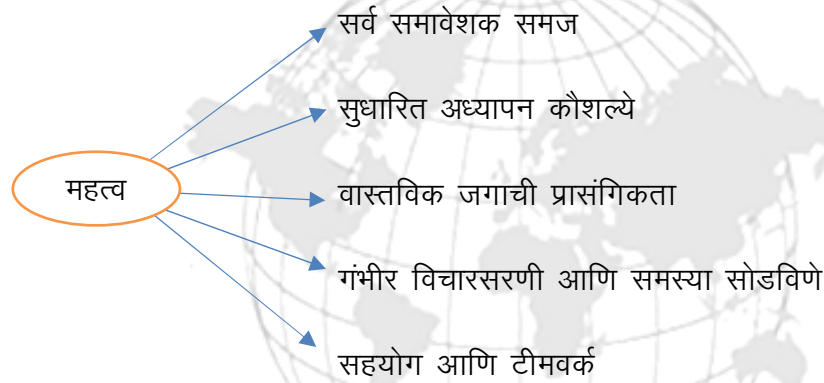 सर्व समावेशक समज
सुधारित अध्यापन कौशल्ये
महत्व
वास्तविक जगाची प्रासंगिकता
गंभीर विचारसरणी आणि समस्या सोडविणे
सहयोग आणि टीमवर्क